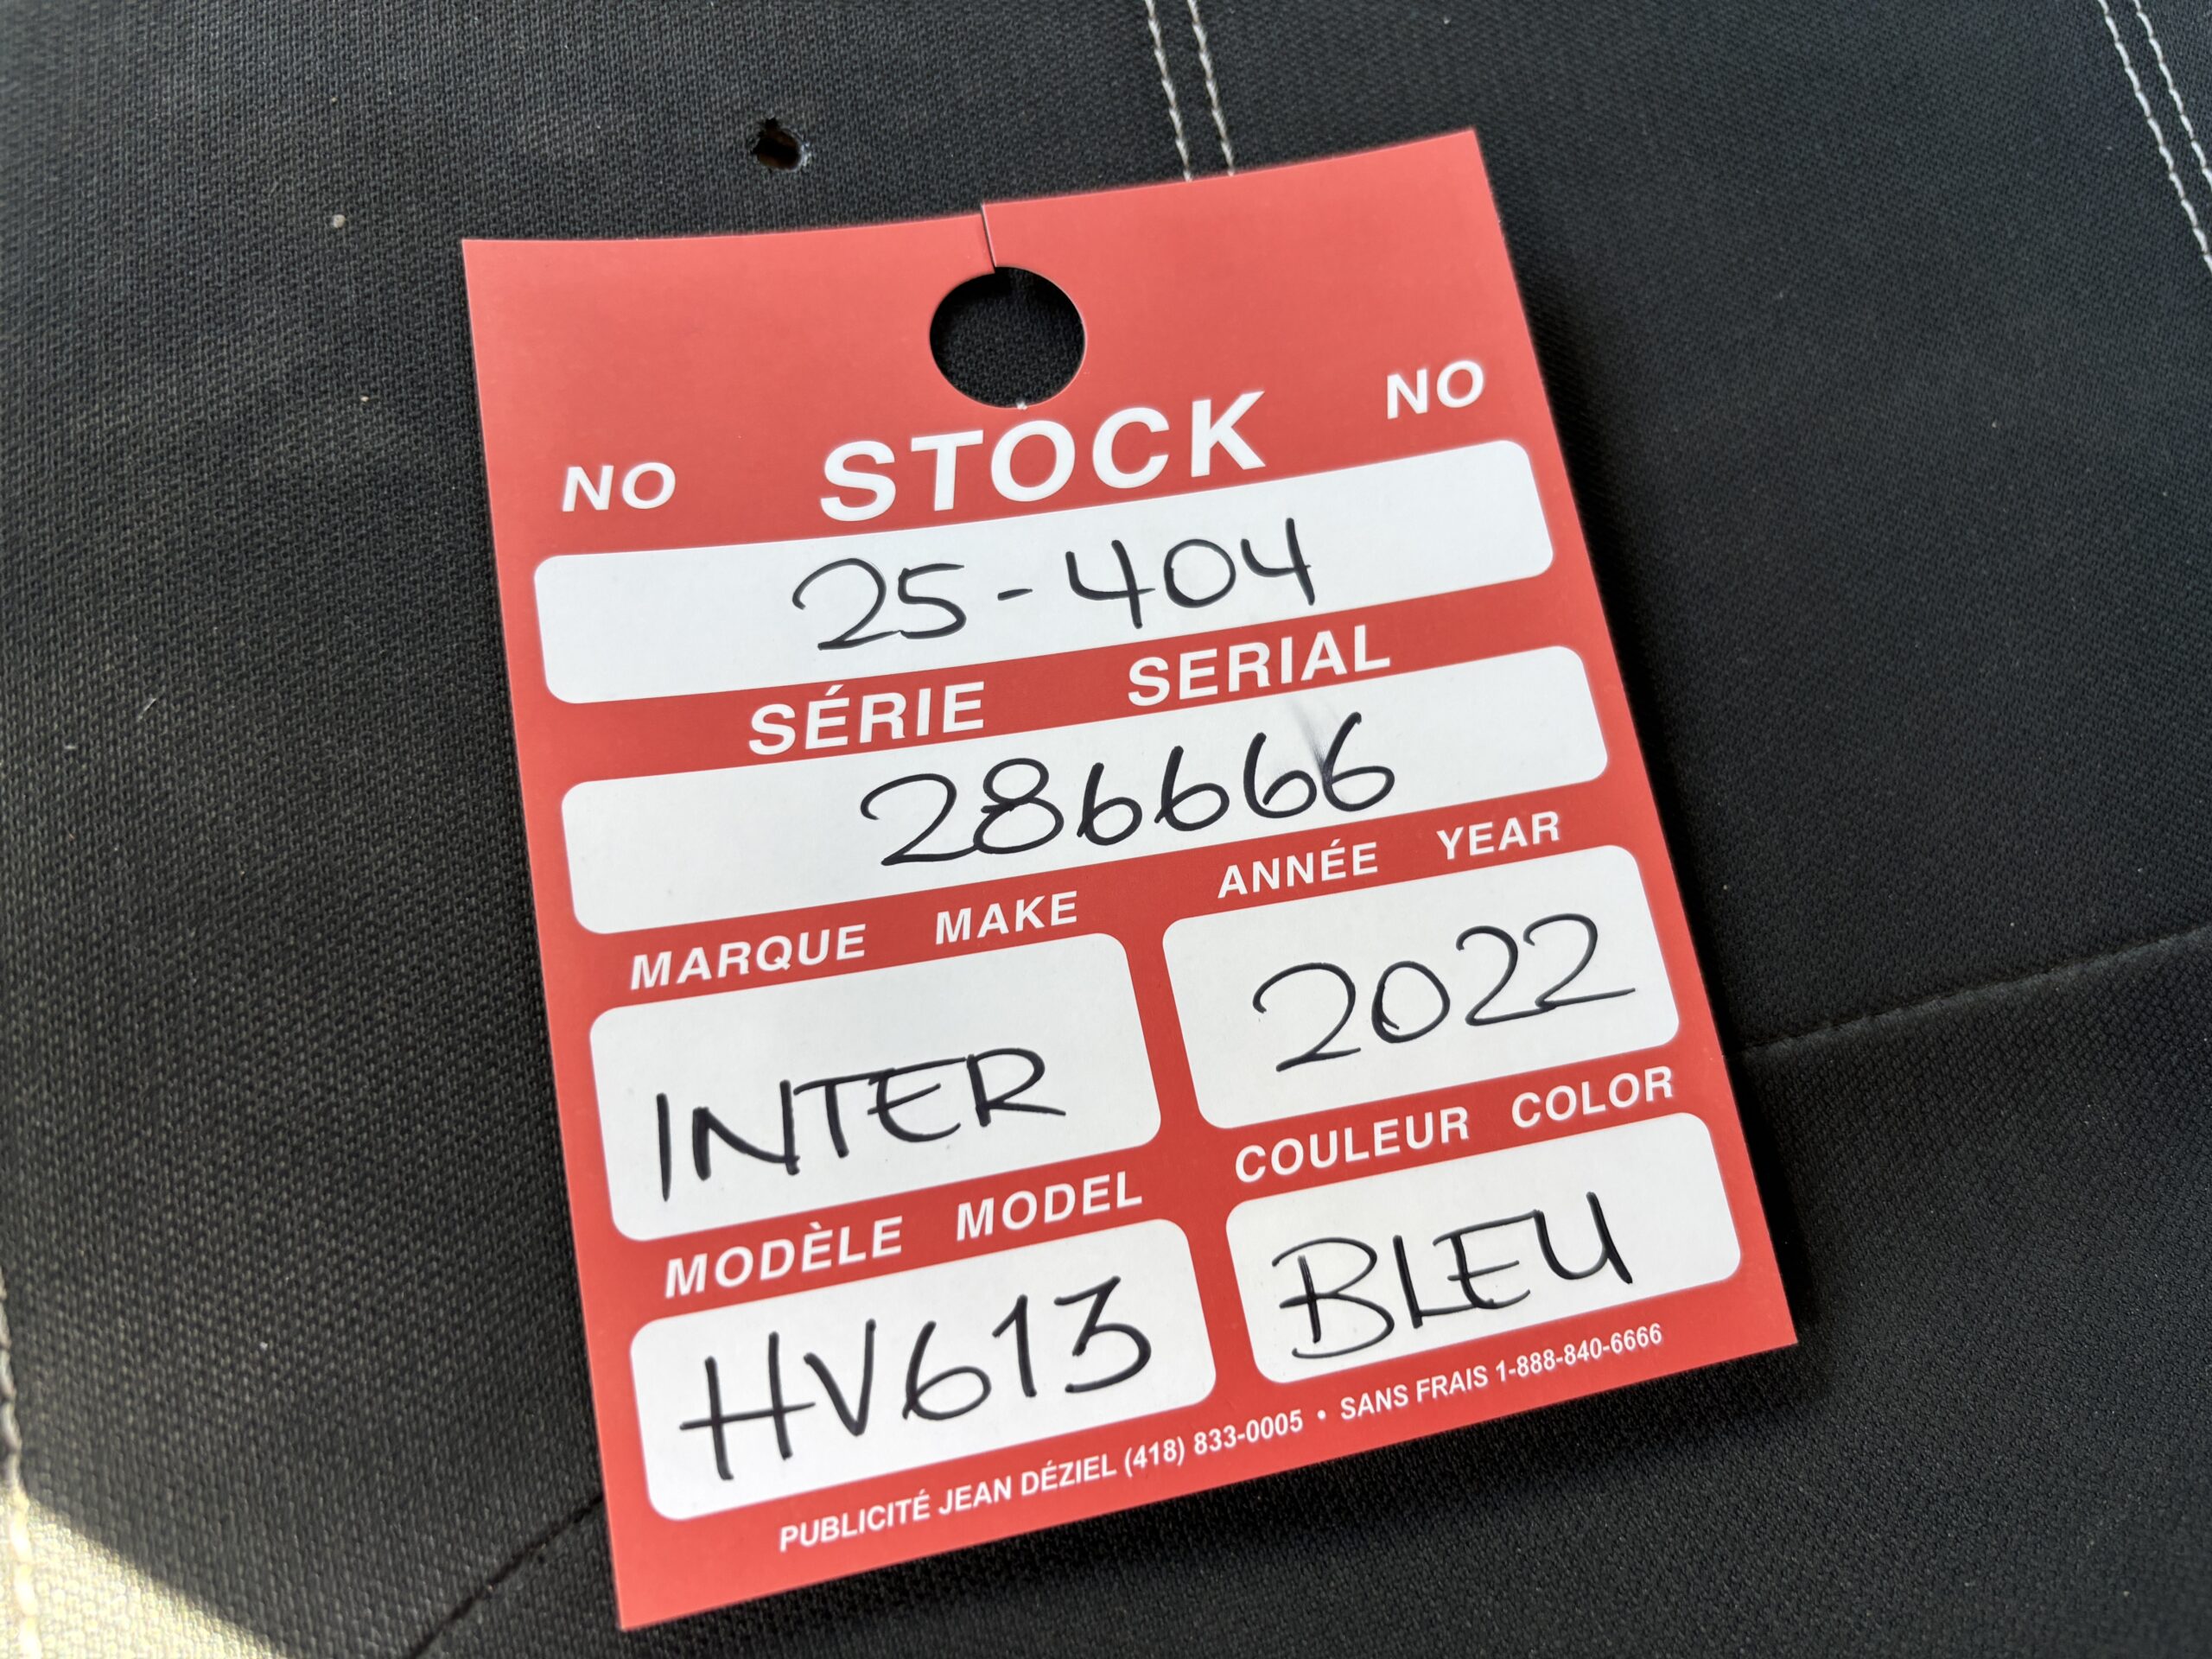 NO STOCK NO
25-404
SÉRIE SERIAL
286666
MARQUE MAKE ANNÉE YEAR
INTER 2022
MODÈLE MODEL COULEUR COLOR
HV613 BLEU
PUBLICITÉ JEAN DÉZIEL (418) 833-0005 • SANS FRAIS 1-888-840-6666